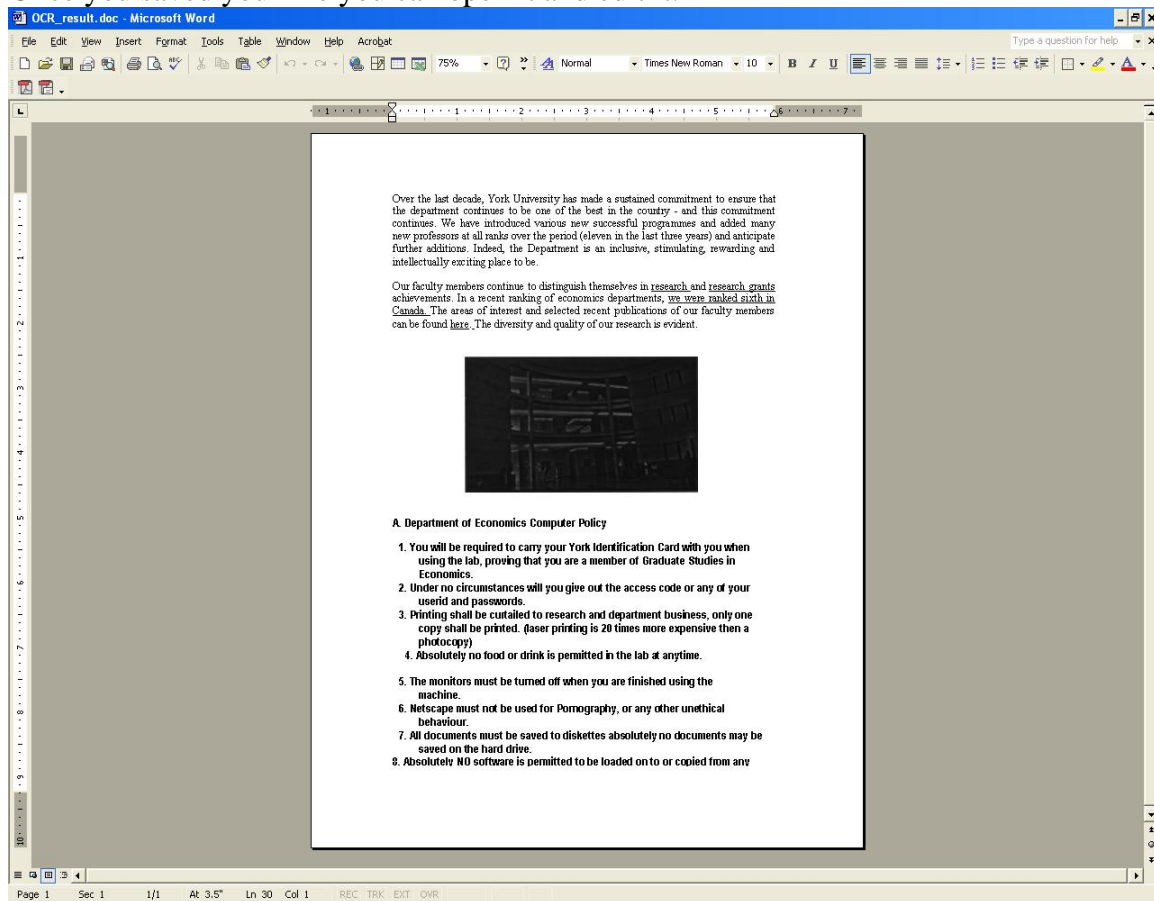 OCR_result.doc - Microsoft Word
File Edit View Insert Format Tools Table Window Help Acrobat
Type a question for help
75% Normal Times New Roman 10 B I U
1 1 2 3 4 5 6 7
Over the last decade, York University has made a sustained commitment to ensure that
the department continues to be one of the best in the country - and this commitment
continues. We have introduced various new successful programmes and added many
new professors at all ranks over the period (eleven in the last three years) and anticipate
further additions. Indeed, the Department is an inclusive, stimulating, rewarding and
intellectually exciting place to be.
Our faculty members continue to distinguish themselves in research and research grants
achievements. In a recent ranking of economics departments, we were ranked sixth in
Canada. The areas of interest and selected recent publications of our faculty members
can be found here. The diversity and quality of our research is evident.
A. Department of Economics Computer Policy
1. You will be required to carry your York Identification Card with you when
using the lab, proving that you are a member of Graduate Studies in
Economics.
2. Under no circumstances will you give out the access code or any of your
userid and passwords.
3. Printing shall be curtailed to research and department business, only one
copy shall be printed. (laser printing is 20 times more expensive then a
photocopy)
4. Absolutely no food or drink is permitted in the lab at anytime.
5. The monitors must be turned off when you are finished using the
machine.
6. Netscape must not be used for Pornography, or any other unethical
behaviour.
7. All documents must be saved to diskettes absolutely no documents may be
saved on the hard drive.
8. Absolutely NO software is permitted to be loaded on to or copied from any
Page 1 Sec 1 1/1 At 3.5" Ln 30 Col 1 REC TRK EXT OVR